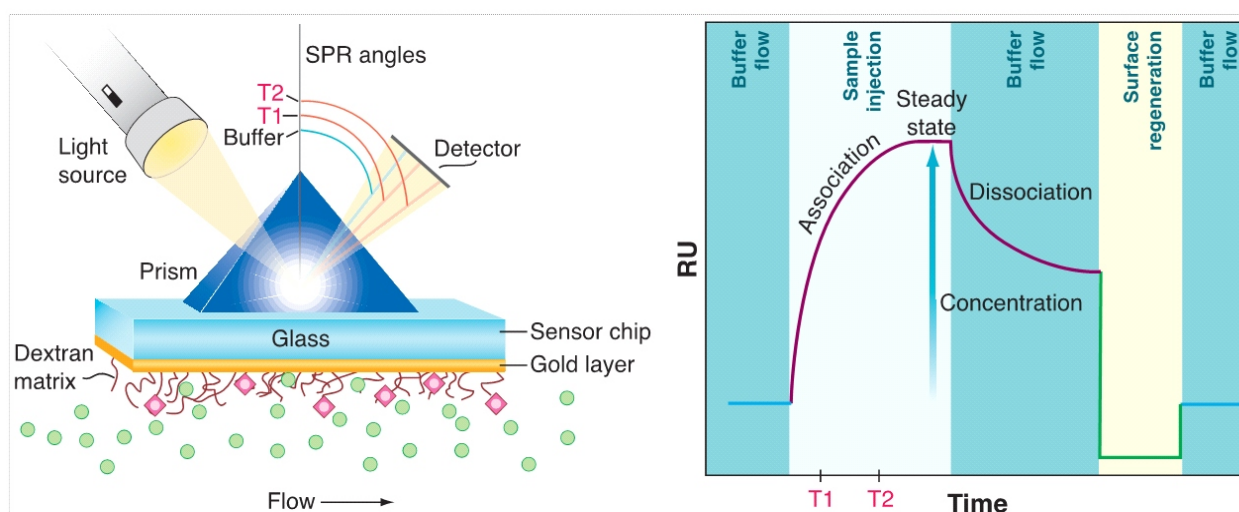 SPR angles
T2
T1
Buffer
Light
source
Detector
Prism
Glass
Sensor chip
Gold layer
Dextran
matrix
Flow
Buffer
flow
Sample
injection
Buffer
flow
Surface
regeneration
Buffer
flow
Steady
state
Association
Dissociation
Concentration
RU
T1
T2
Time